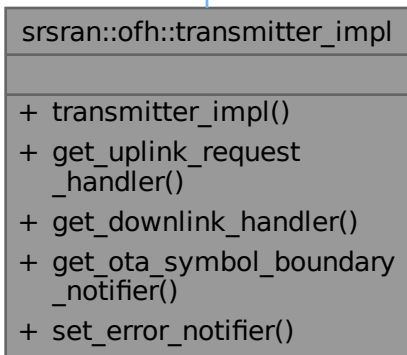 srsran::ofh::transmitter_impl
+ transmitter_impl()
+ get_uplink_request
_handler()
+ get_downlink_handler()
+ get_ota_symbol_boundary
_notifier()
+ set_error_notifier()